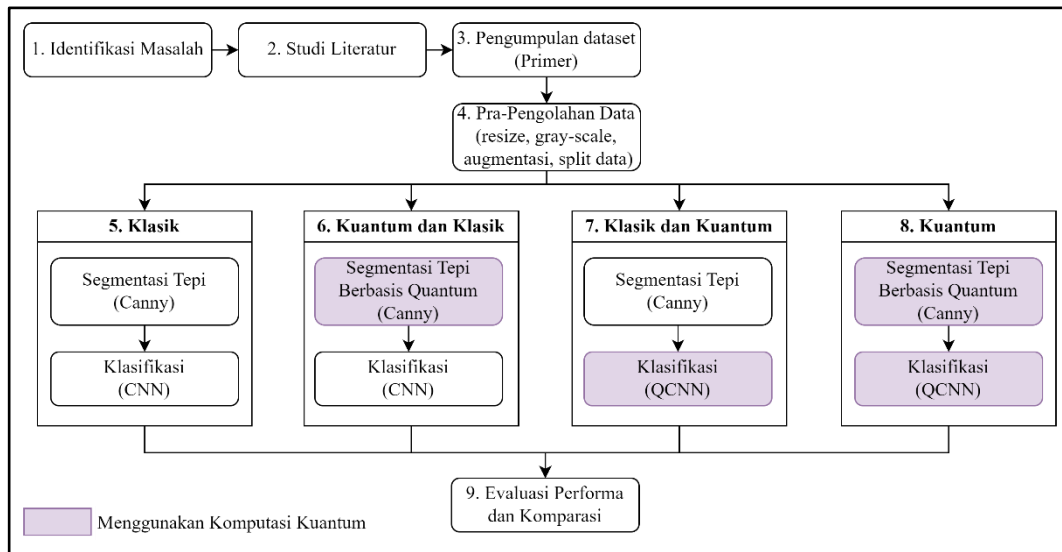 1. Identifikasi Masalah
2. Studi Literatur
3. Pengumpulan dataset
(Primer)
4. Pra-Pengolahan Data
(resize, gray-scale,
augmentasi, split data)
5. Klasik
Segmentasi Tepi
(Canny)
Klasifikasi
(CNN)
6. Kuantum dan Klasik
Segmentasi Tepi
Berbasis Quantum
(Canny)
Klasifikasi
(CNN)
7. Klasik dan Kuantum
Segmentasi Tepi
(Canny)
Klasifikasi
(QCNN)
8. Kuantum
Segmentasi Tepi
Berbasis Quantum
(Canny)
Klasifikasi
(QCNN)
9. Evaluasi Performa
dan Komparasi
Menggunakan Komputasi Kuantum